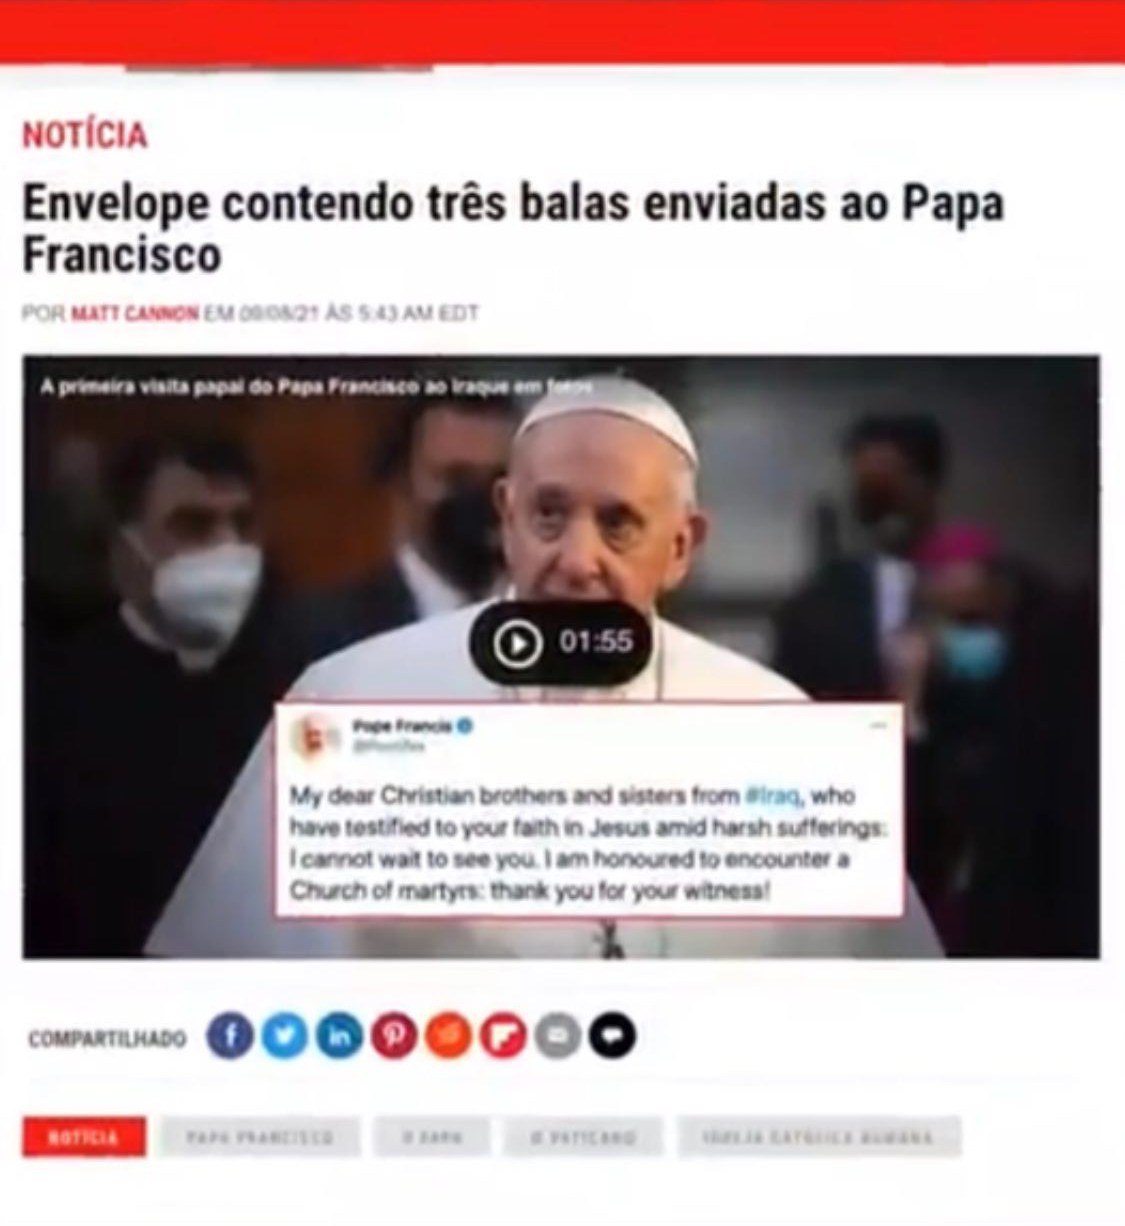 NOTÍCIA
Envelope contendo três balas enviadas ao Papa
Francisco
POR MATT CANNON EM 09/08/21 ÀS 5:43 AM EDT
A primeira visita papal do Papa Francisco ao Iraque em fotos
01:55
Pope Francis
@Pontifex
My dear Christian brothers and sisters from #Iraq, who
have testified to your faith in Jesus amid harsh sufferings:
I cannot wait to see you. I am honoured to encounter a
Church of martyrs: thank you for your witness!
COMPARTILHADO
NOTÍCIA PAPA FRANCISCO O PAPA O VATICANO IGREJA CATÓLICA ROMANA